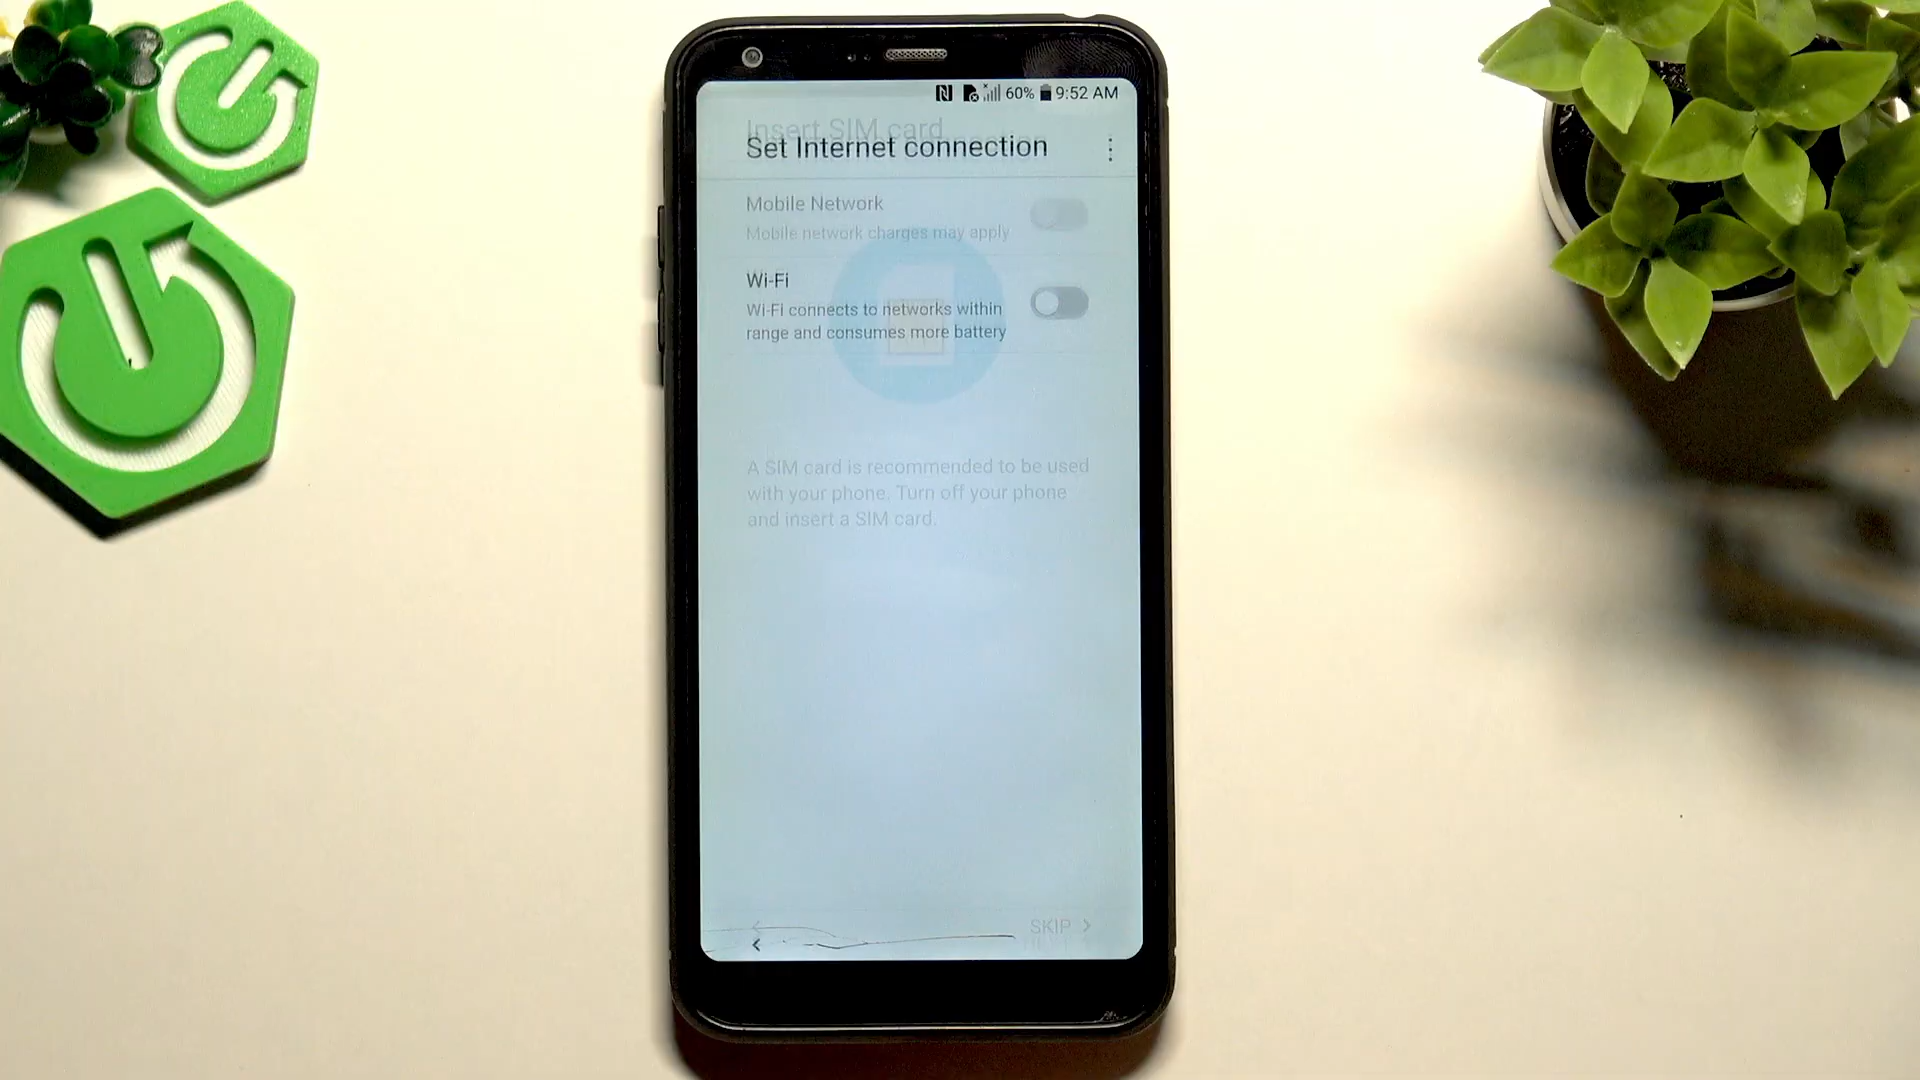 60% 9:52 AM
Insert SIM card
Set Internet connection
Mobile Network
Mobile network charges may apply
Wi-Fi
Wi-Fi connects to networks within
range and consumes more battery
A SIM card is recommended to be used
with your phone. Turn off your phone
and insert a SIM card.
SKIP >
<